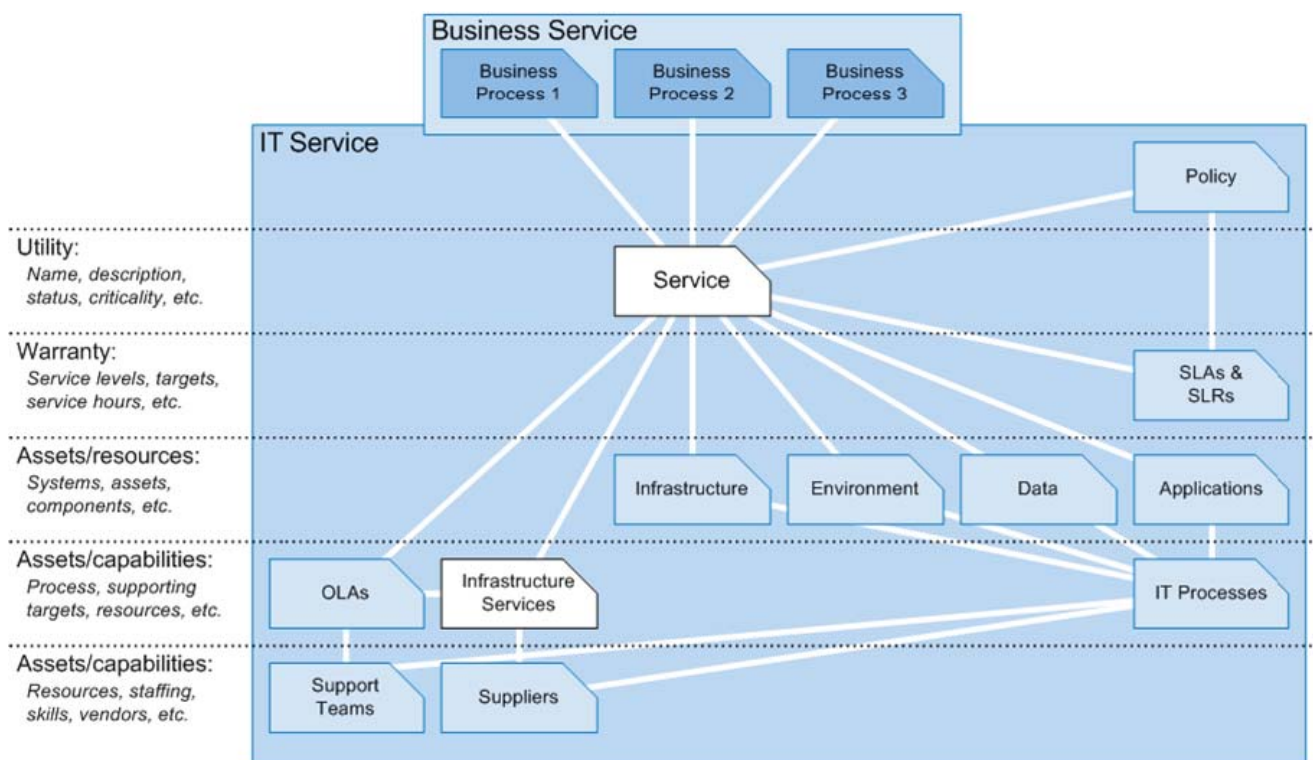 Business Service
Business
Process 1
Business
Process 2
Business
Process 3
IT Service
Policy
Utility:
Name, description,
status, criticality, etc.
Service
Warranty:
Service levels, targets,
service hours, etc.
SLAs &
SLRs
Assets/resources:
Systems, assets,
components, etc.
Infrastructure
Environment
Data
Applications
Assets/capabilities:
Process, supporting
targets, resources, etc.
OLAs
Infrastructure
Services
IT Processes
Assets/capabilities:
Resources, staffing,
skills, vendors, etc.
Support
Teams
Suppliers